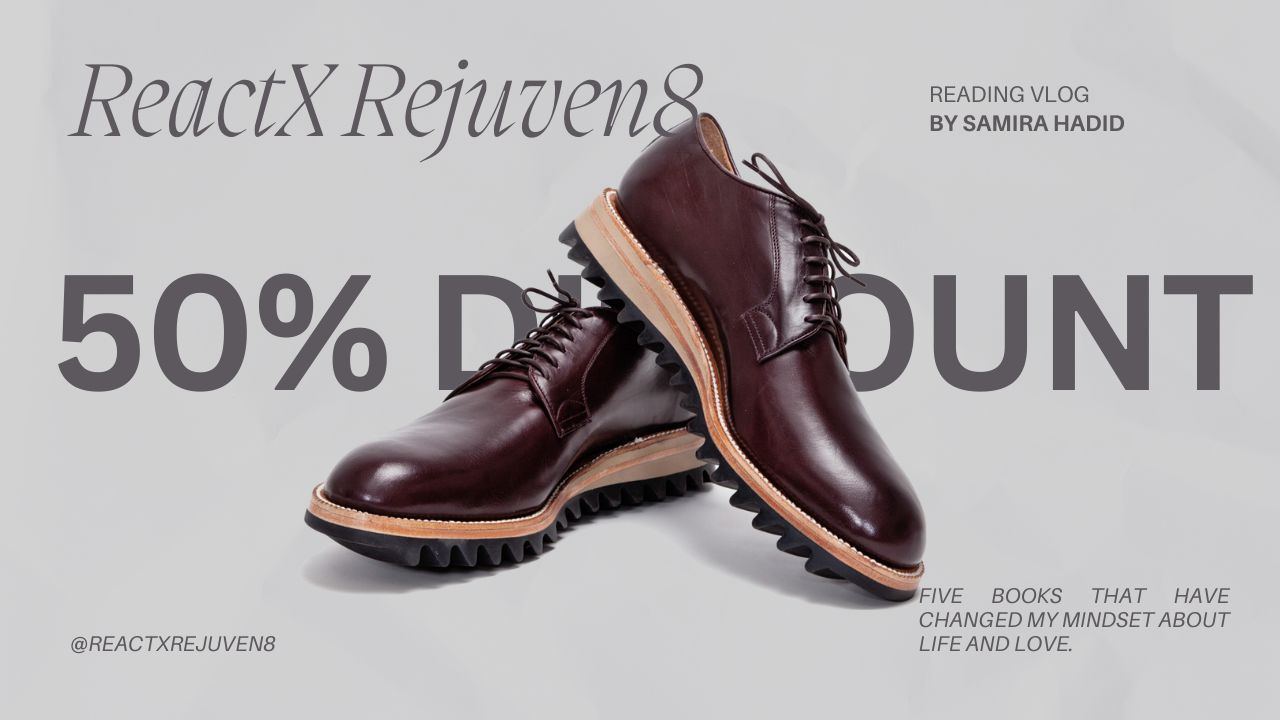 ReactX Rejuven8
READING VLOG
BY SAMIRA HADID
50% DISCOUNT
FIVE BOOKS THAT HAVE
CHANGED MY MINDSET ABOUT
LIFE AND LOVE.
@REACTXREJUVEN8